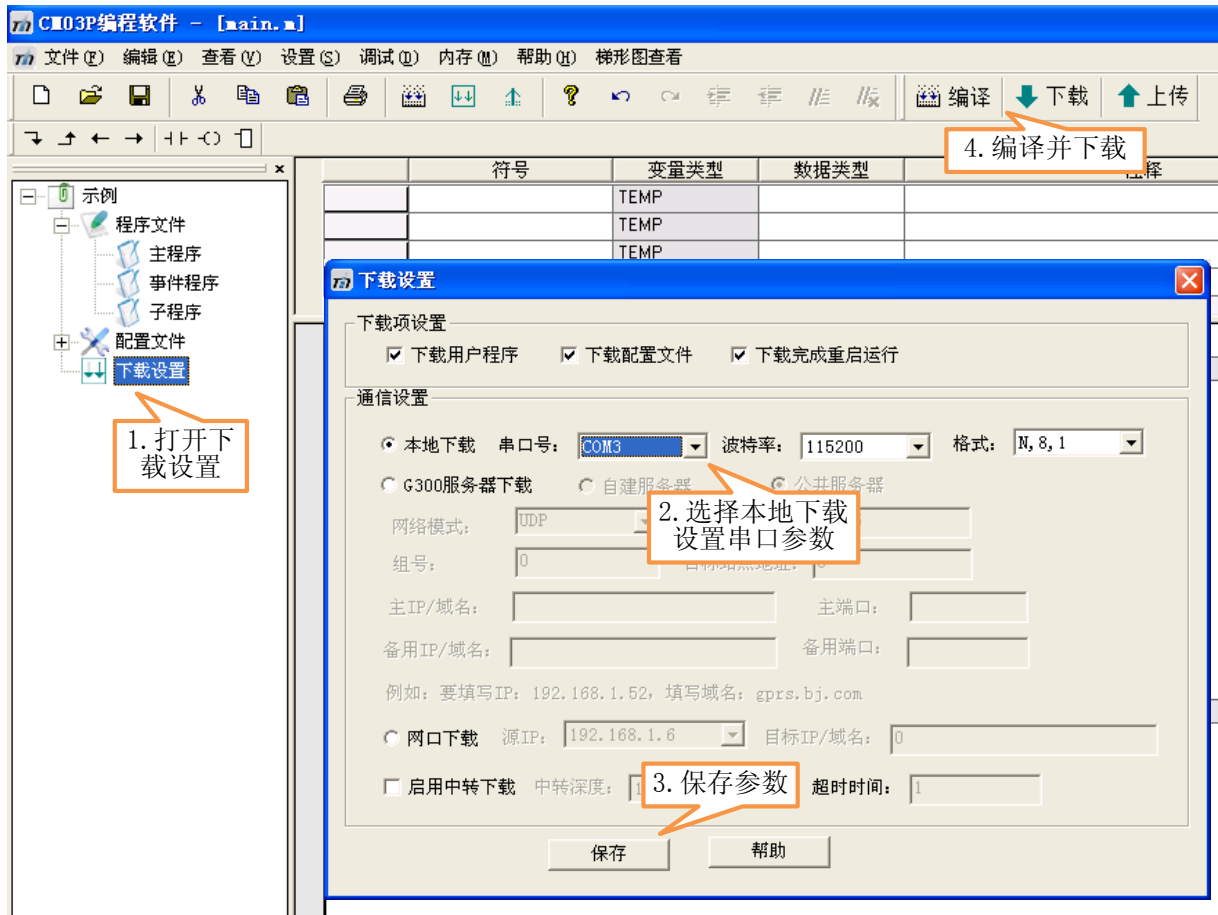 CM03P编程软件 - [main.m]
文件(F) 编辑(E) 查看(V) 设置(S) 调试(D) 内存(M) 帮助(H) 梯形图查看
编译 下载 上传
4.编译并下载
符号 变量类型 数据类型
TEMP
TEMP
TEMP
示例
程序文件
主程序
事件程序
子程序
配置文件
下载设置
1.打开下
载设置
下载设置
下载项设置
下载用户程序 下载配置文件 下载完成重启运行
通信设置
本地下载 串口号: COM3 波特率: 115200 格式: N,8,1
G300服务器下载 自建服务器 公共服务器
2.选择本地下载
设置串口参数
网络模式: UDP
组号: 0
主IP/域名: 主端口:
备用IP/域名: 备用端口:
例如: 要填写IP: 192.168.1.52, 填写域名: gprs.bj.com
网口下载 源IP: 192.168.1.6 目标IP/域名: 0
启用中转下载 中转深度: 1 超时时间: 1
3.保存参数
保存 帮助